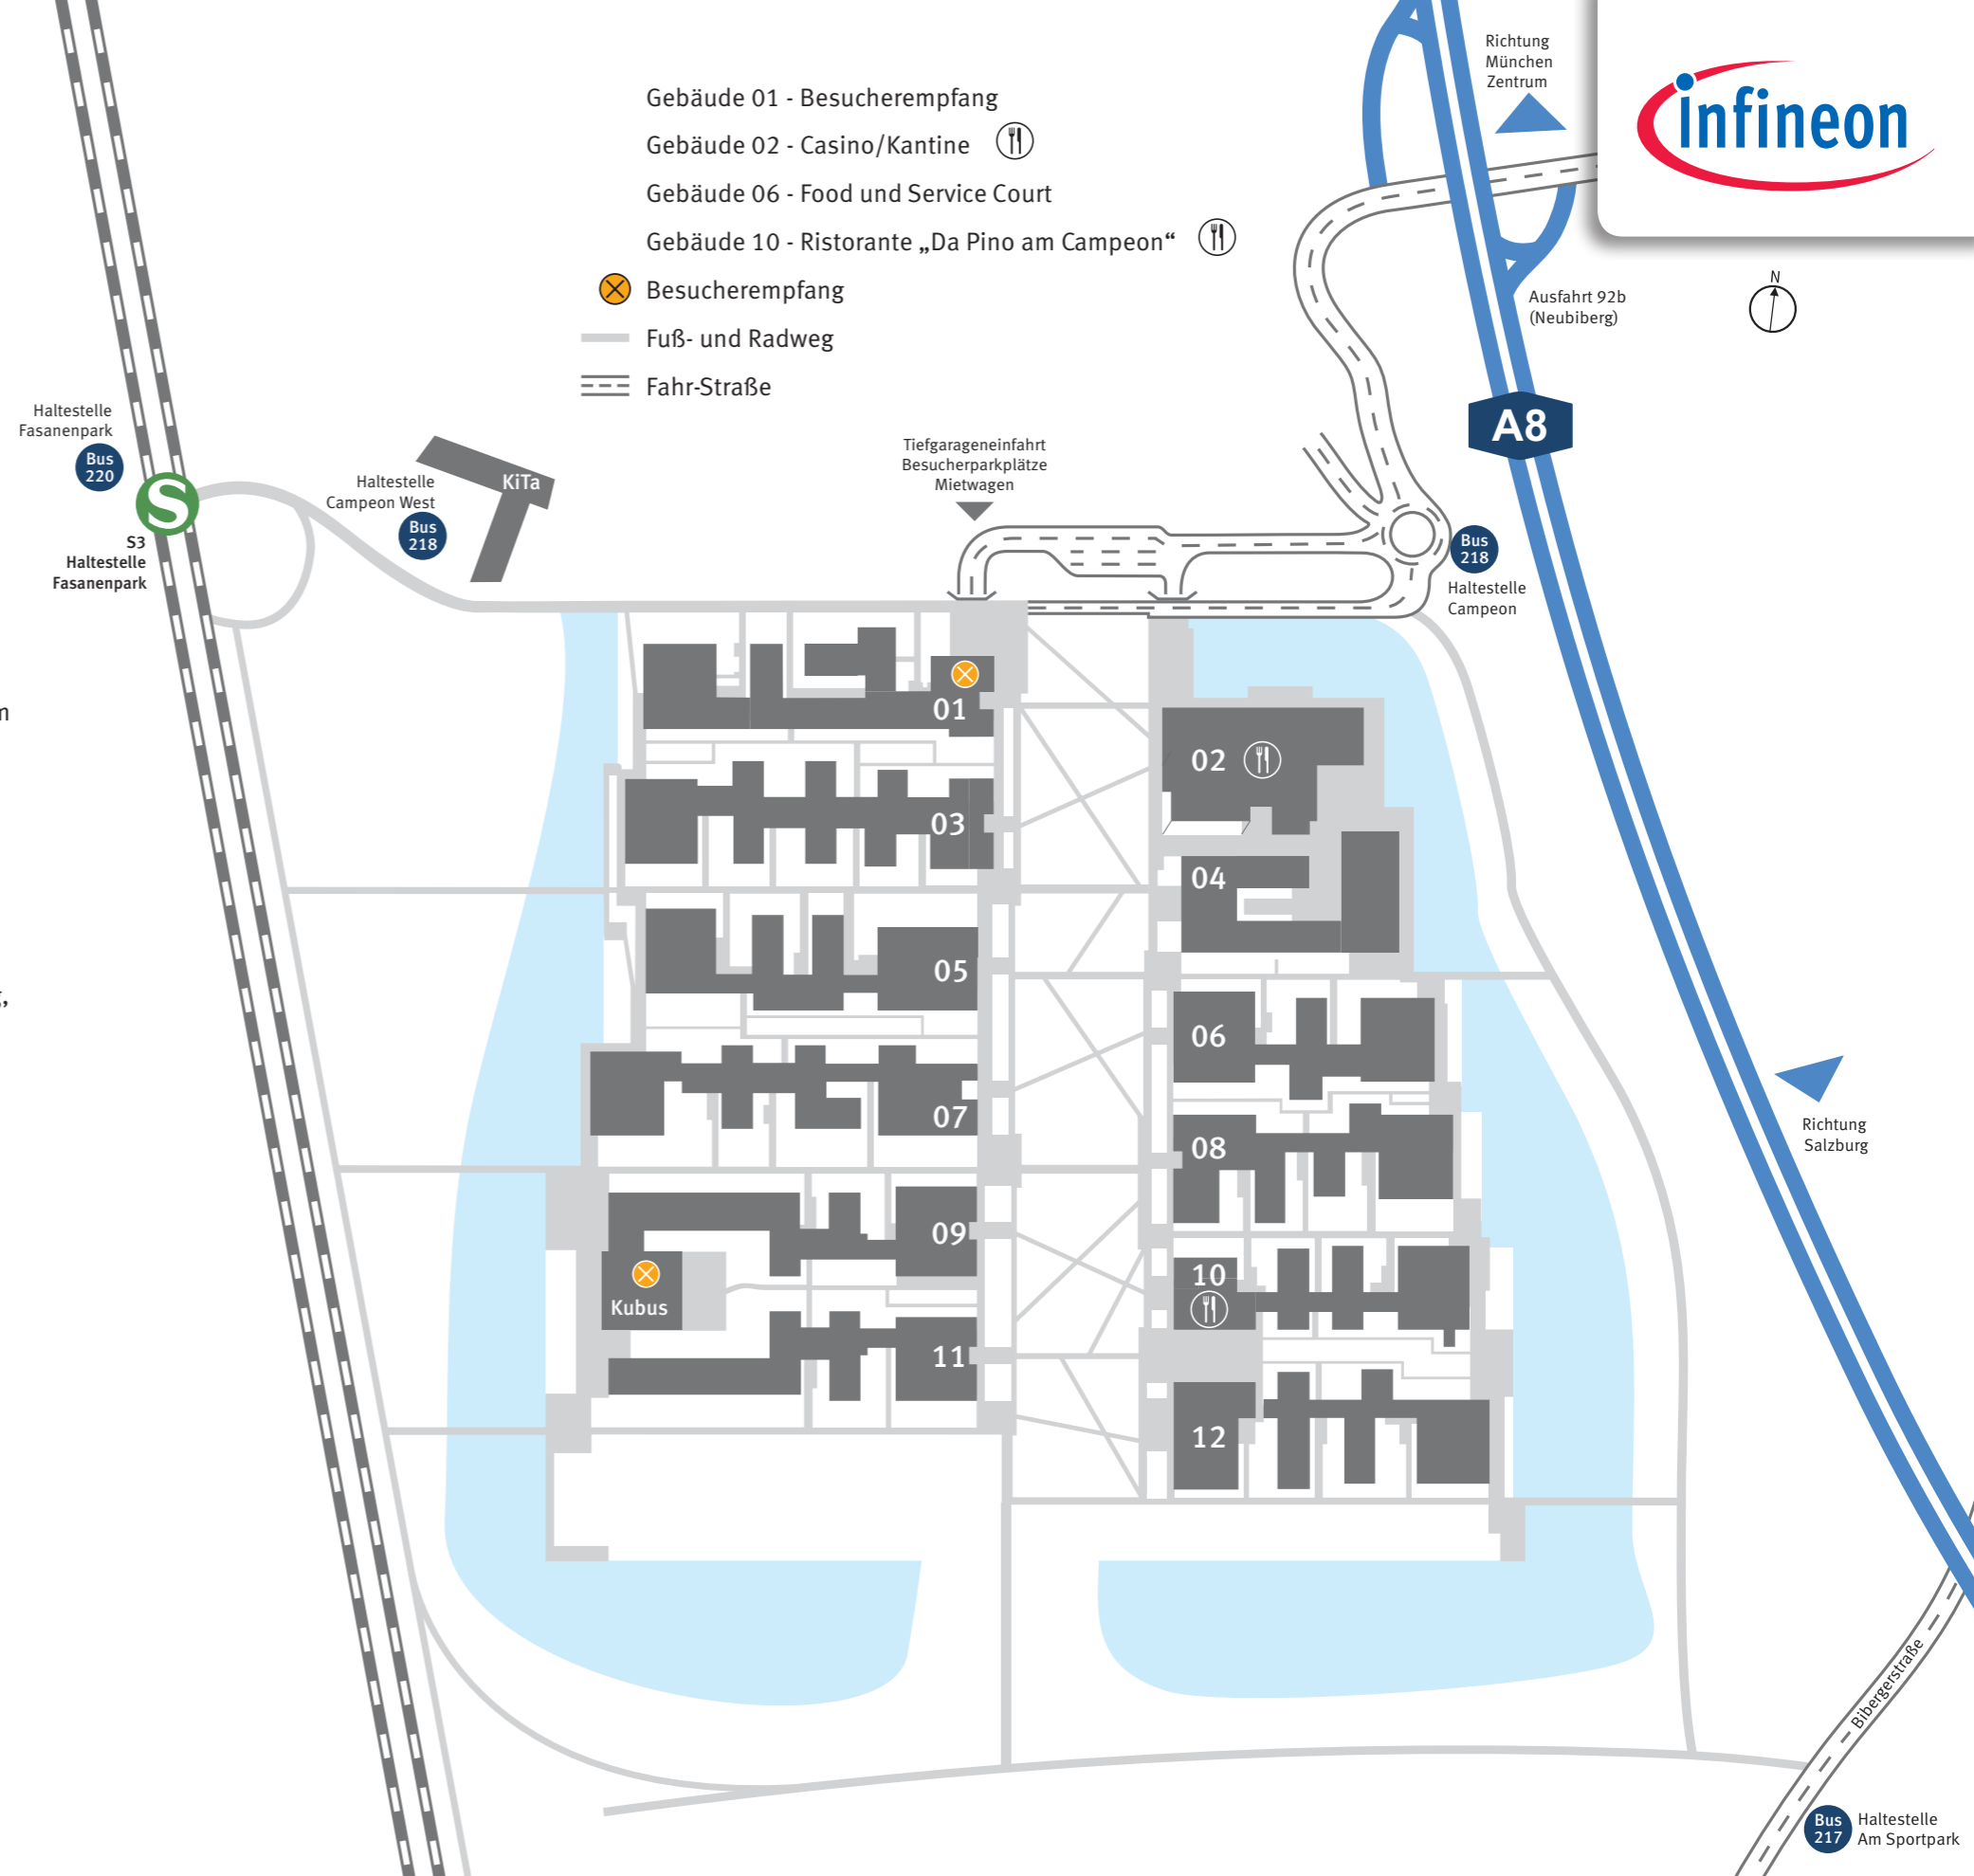 Gebäude 01 - Besucherempfang
Gebäude 02 - Casino/Kantine
Gebäude 06 - Food und Service Court
Gebäude 10 - Ristorante „Da Pino am Campeon“
Besucherempfang
Fuß- und Radweg
Fahr-Straße
Richtung
München
Zentrum
infineon
N
Ausfahrt 92b
(Neubiberg)
A8
Haltestelle
Fasanenpark
Bus
220
S
S3
Haltestelle
Fasanenpark
Haltestelle
Campeon West
Bus
218
KiTa
Tiefgarageneinfahrt
Besucherparkplätze
Mietwagen
Bus
218
Haltestelle
Campeon
01
02
03
04
05
06
07
08
09
10
Kubus
11
12
Richtung
Salzburg
Bibergerstraße
Bus
217
Haltestelle
Am Sportpark